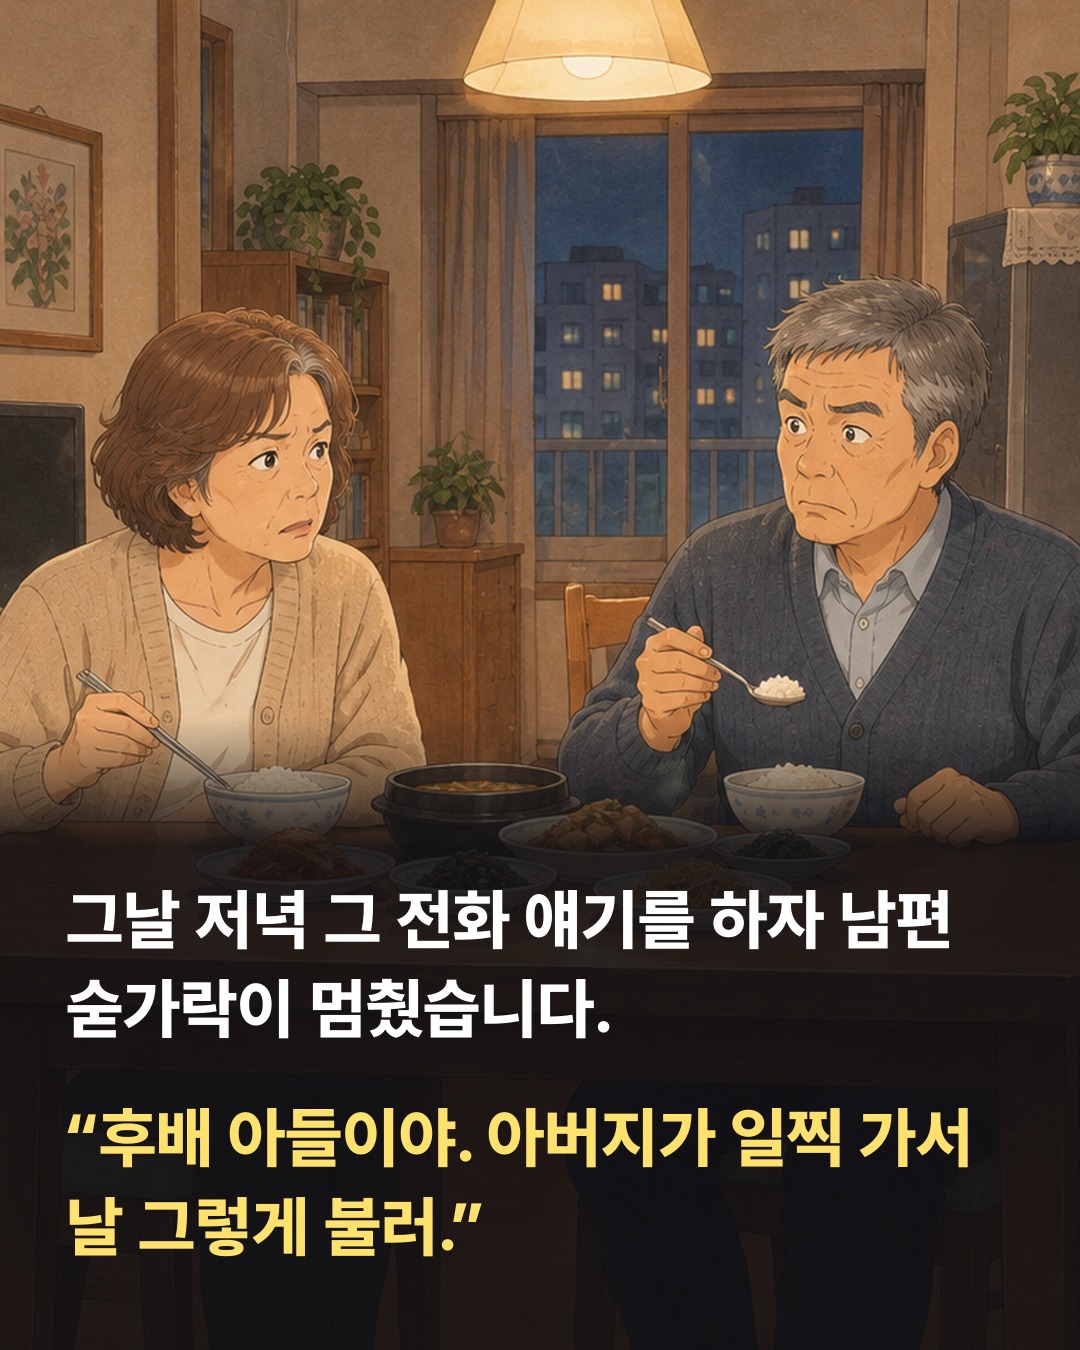 그날 저녁 그 전화 얘기를 하자 남편
숟가락이 멈췄습니다.
“후배 아들이야. 아버지가 일찍 가서
날 그렇게 불러.”